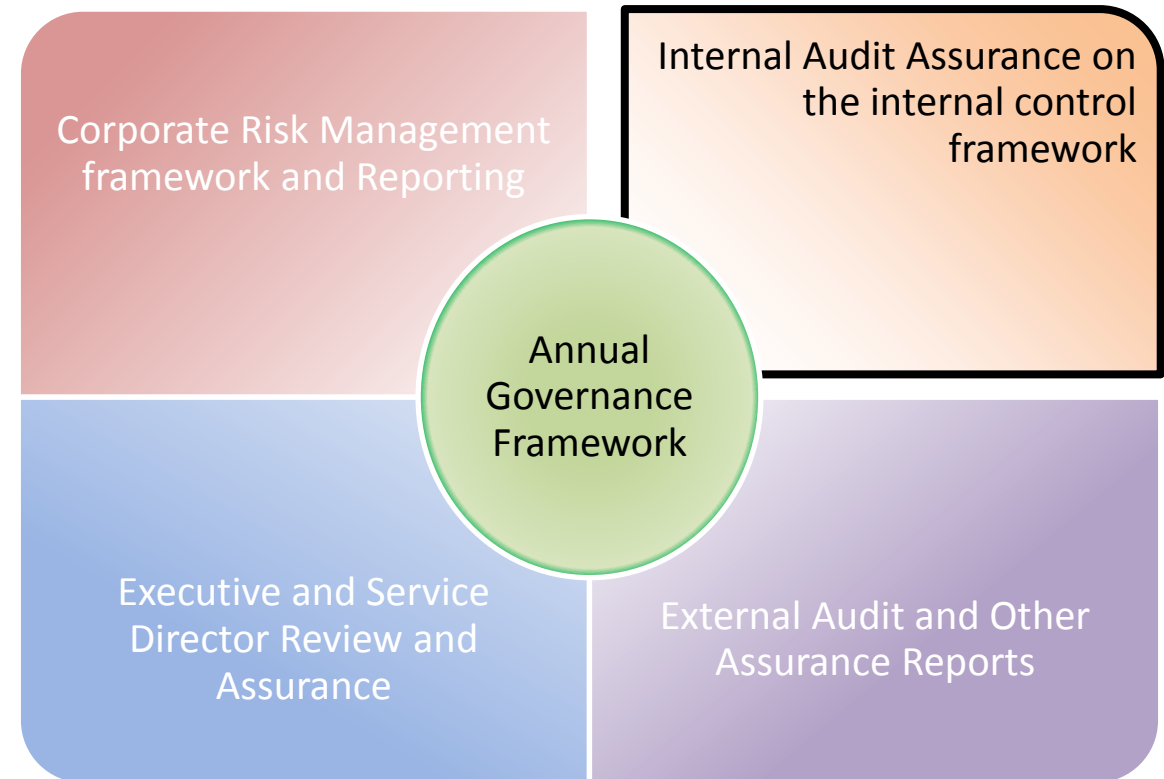 Corporate Risk Management
framework and Reporting
Internal Audit Assurance on
the internal control
framework
Annual
Governance
Framework
Executive and Service
Director Review and
Assurance
External Audit and Other
Assurance Reports